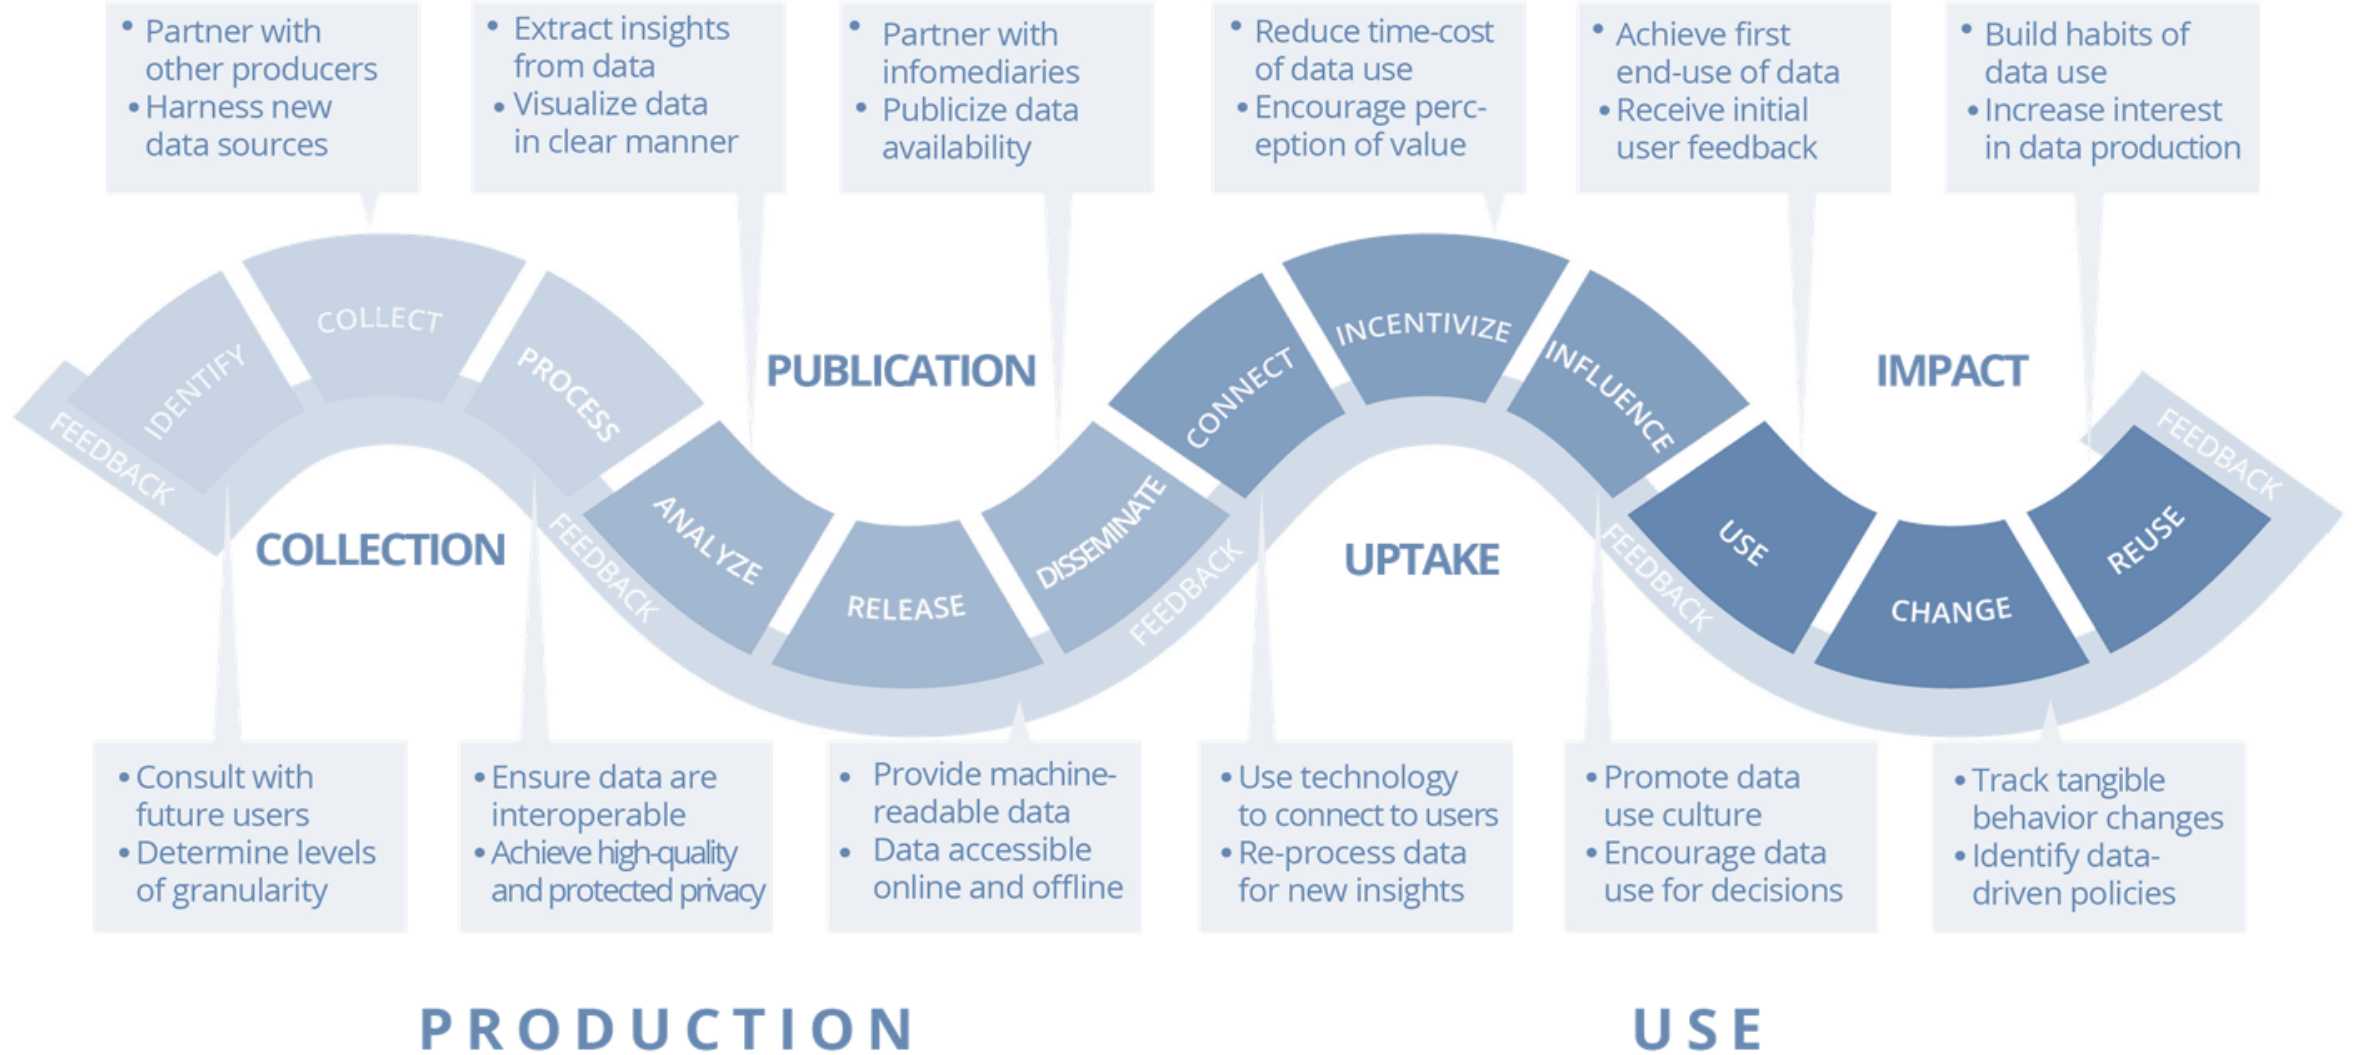 • Partner with
other producers
• Harness new
data sources
• Extract insights
from data
• Visualize data
in clear manner
• Partner with
infomediaries
• Publicize data
availability
• Reduce time-cost
of data use
• Encourage perc-
eption of value
• Achieve first
end-use of data
• Receive initial
user feedback
• Build habits of
data use
• Increase interest
in data production
IDENTIFY
COLLECT
PROCESS
ANALYZE
RELEASE
DISSEMINATE
CONNECT
INCENTIVIZE
INFLUENCE
USE
CHANGE
REUSE
FEEDBACK
FEEDBACK
FEEDBACK
FEEDBACK
FEEDBACK
COLLECTION
PUBLICATION
UPTAKE
IMPACT
• Consult with
future users
• Determine levels
of granularity
• Ensure data are
interoperable
• Achieve high-quality
and protected privacy
• Provide machine-
readable data
• Data accessible
online and offline
• Use technology
to connect to users
• Re-process data
for new insights
• Promote data
use culture
• Encourage data
use for decisions
• Track tangible
behavior changes
• Identify data-
driven policies
PRODUCTION
USE